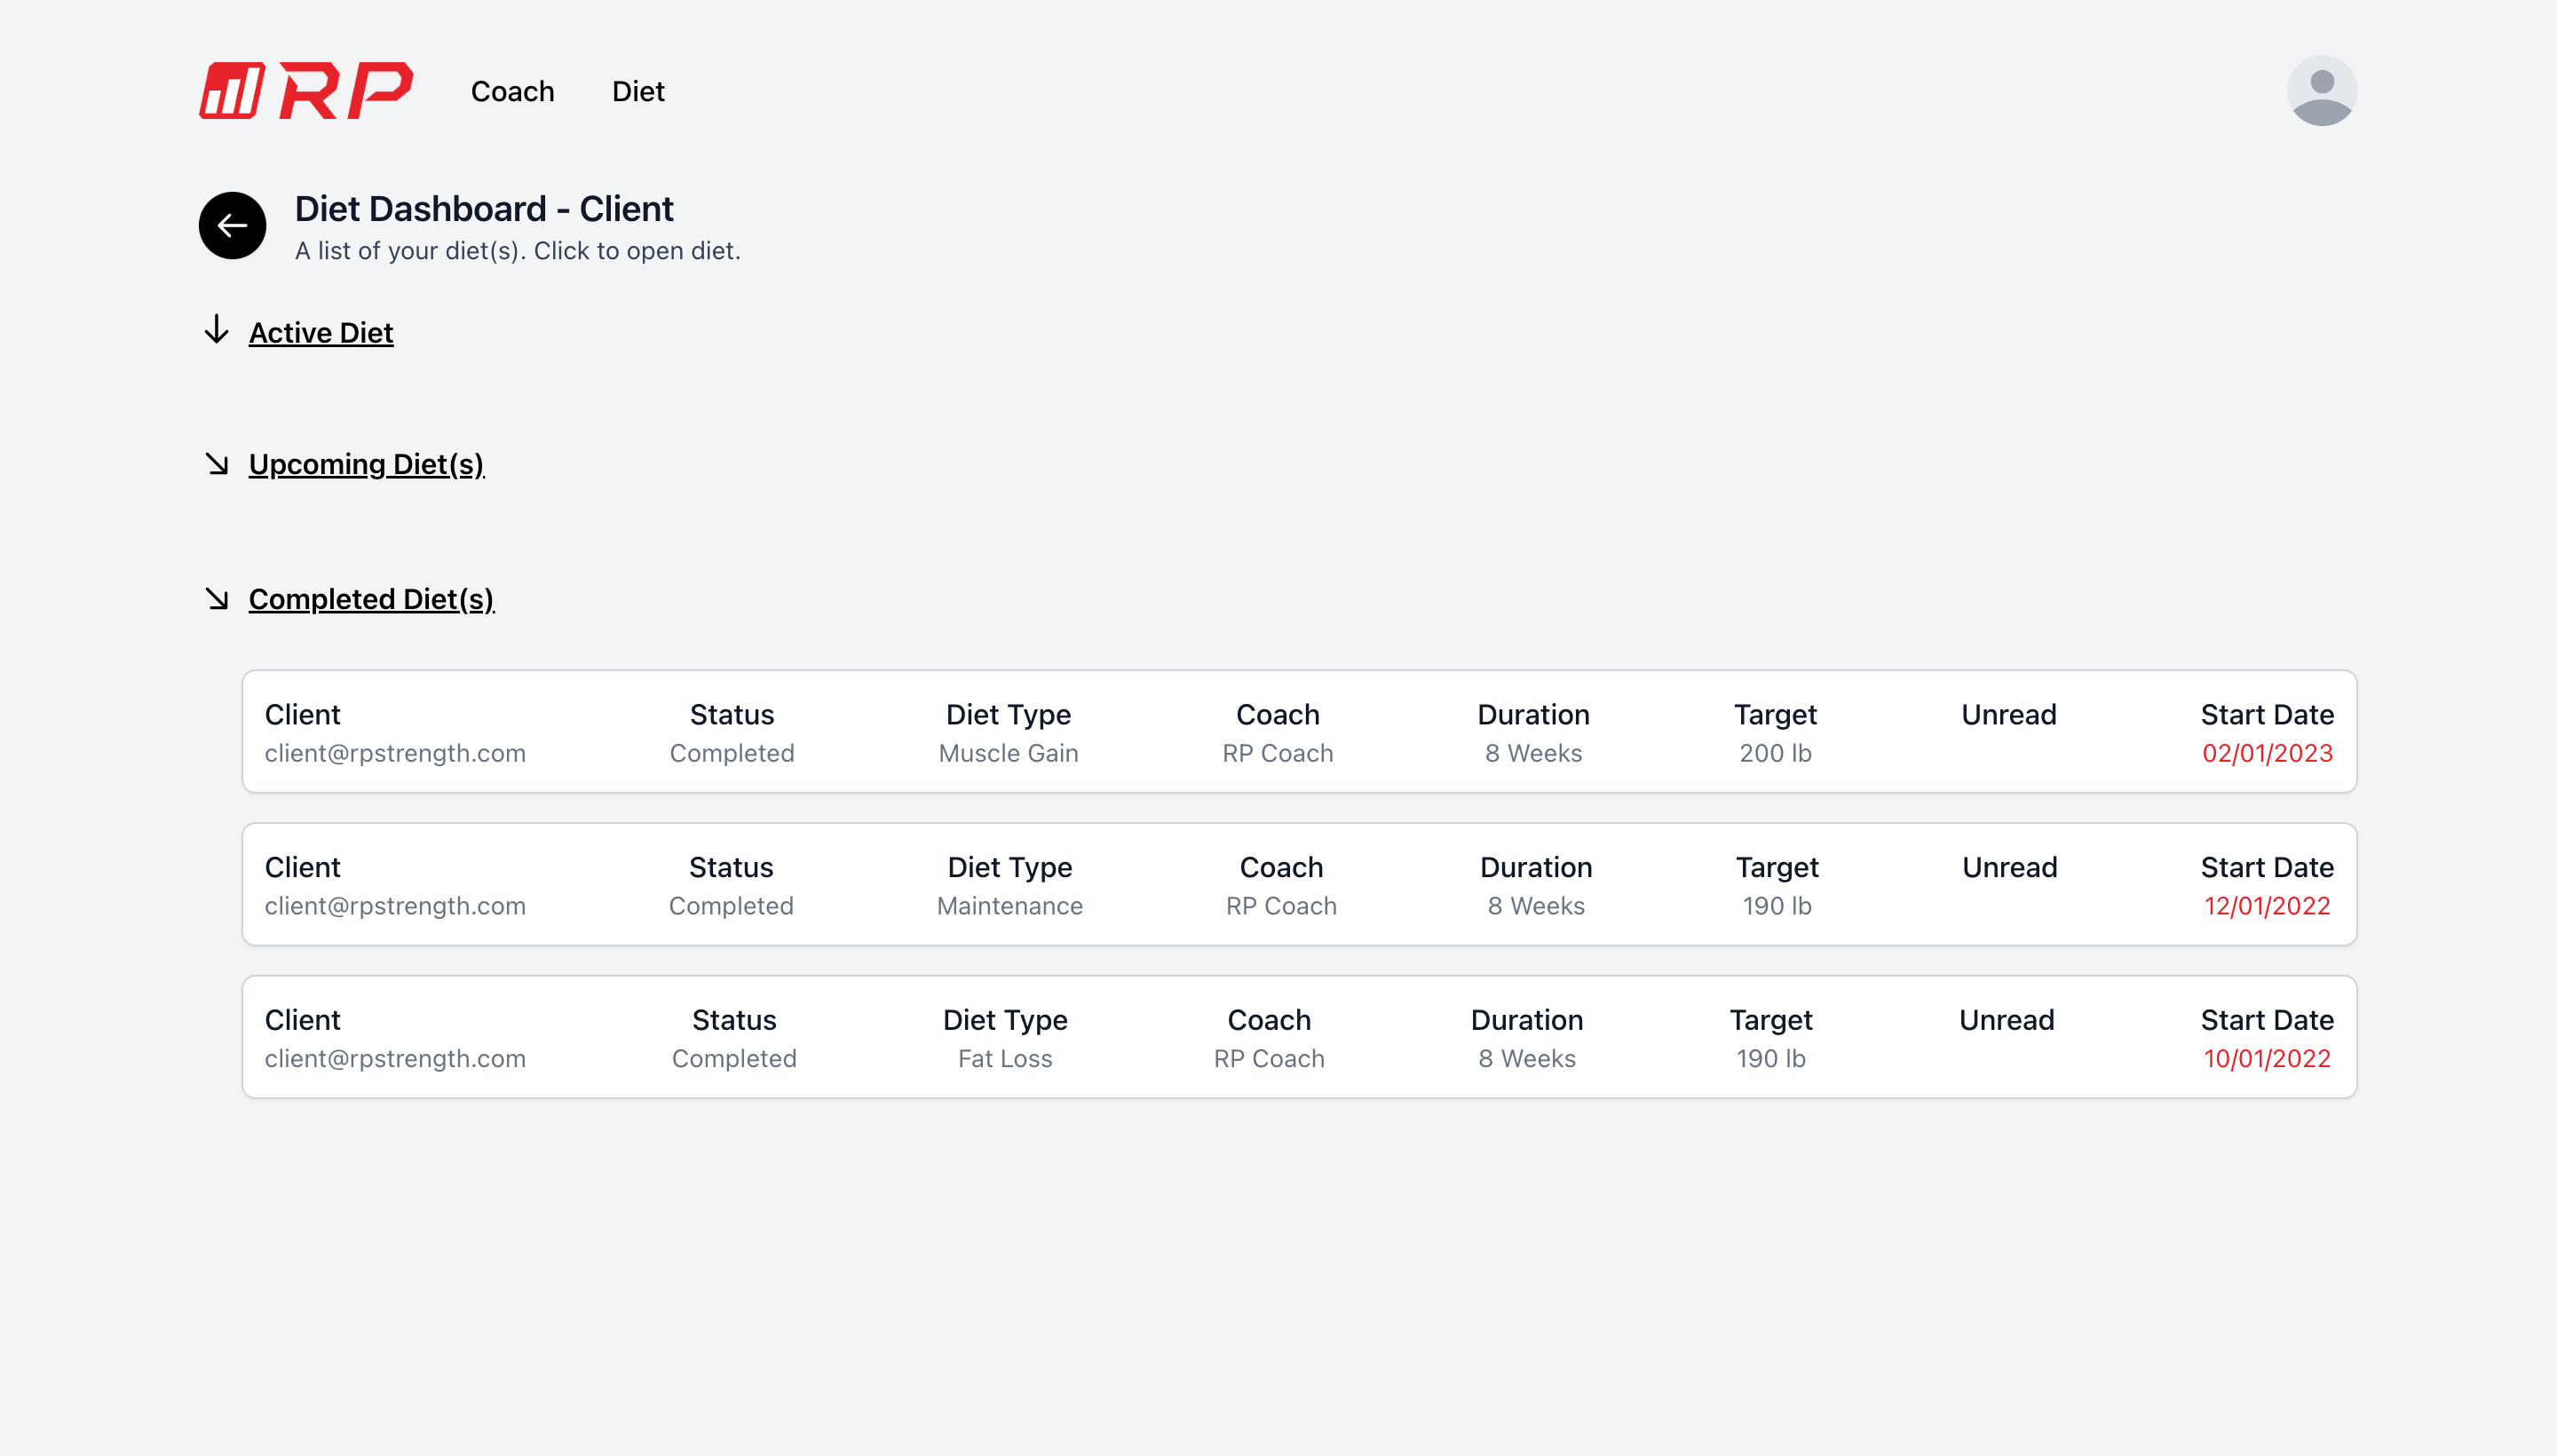 RP Coach Diet
Diet Dashboard - Client
A list of your diet(s). Click to open diet.
Active Diet
Upcoming Diet(s)
Completed Diet(s)
Client Status Diet Type Coach Duration Target Unread Start Date
client@rpstrength.com Completed Muscle Gain RP Coach 8 Weeks 200 lb 02/01/2023
Client Status Diet Type Coach Duration Target Unread Start Date
client@rpstrength.com Completed Maintenance RP Coach 8 Weeks 190 lb 12/01/2022
Client Status Diet Type Coach Duration Target Unread Start Date
client@rpstrength.com Completed Fat Loss RP Coach 8 Weeks 190 lb 10/01/2022